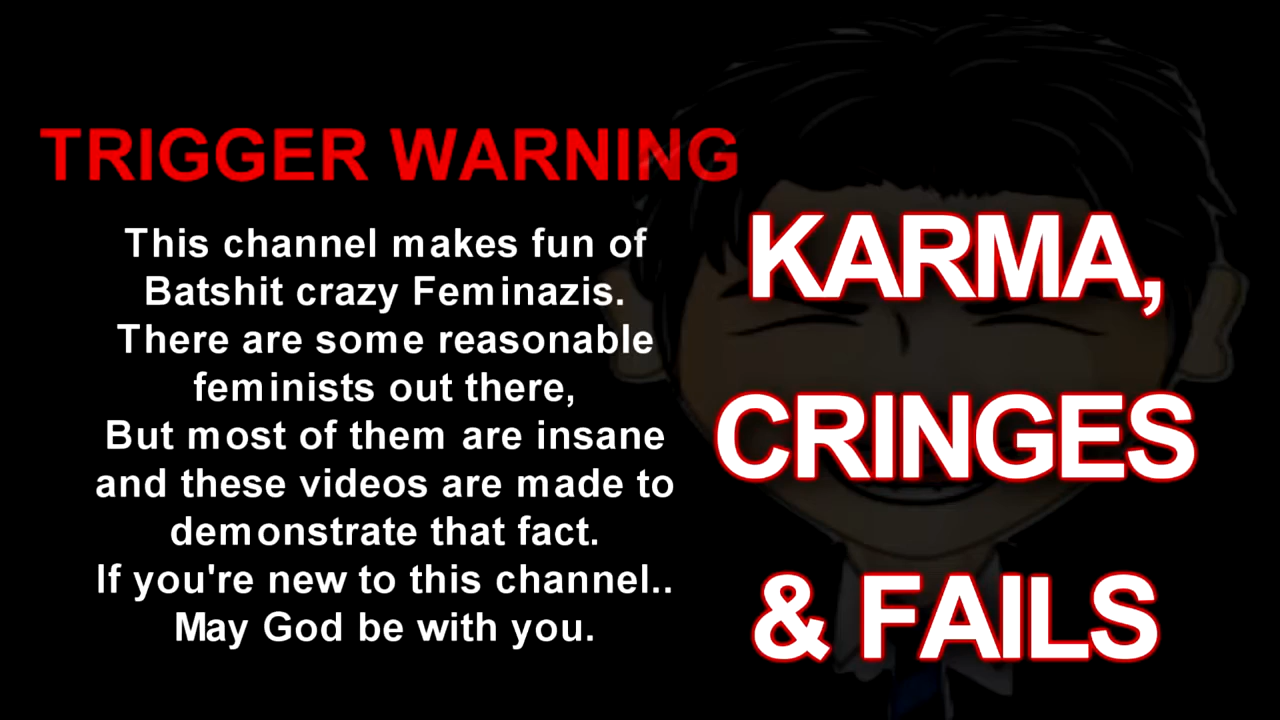 TRIGGER WARNING
This channel makes fun of
Batshit crazy Feminazis.
There are some reasonable
feminists out there,
But most of them are insane
and these videos are made to
demonstrate that fact.
If you're new to this channel..
May God be with you.
KARMA,
CRINGES
& FAILS